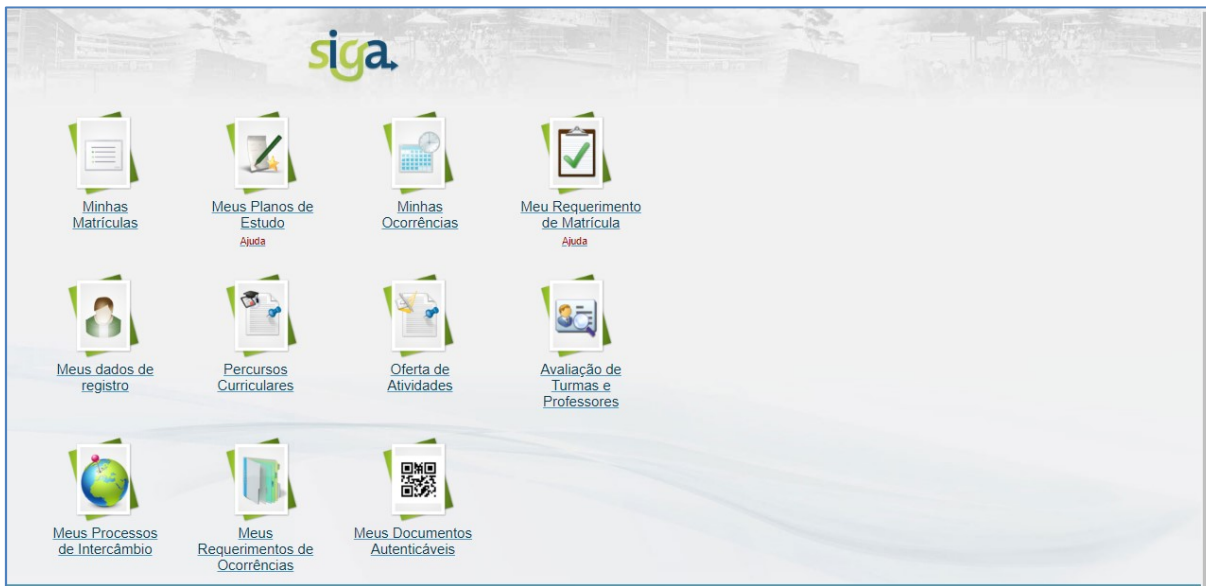 siga
Minhas
Matrículas
Meus Planos de
Estudo
Ajuda
Minhas
Ocorrências
Meu Requerimento
de Matrícula
Ajuda
Meus dados de
registro
Percursos
Curriculares
Oferta de
Atividades
Avaliação de
Turmas e
Professores
Meus Processos
de Intercâmbio
Meus
Requerimentos de
Ocorrências
Meus Documentos
Autenticáveis